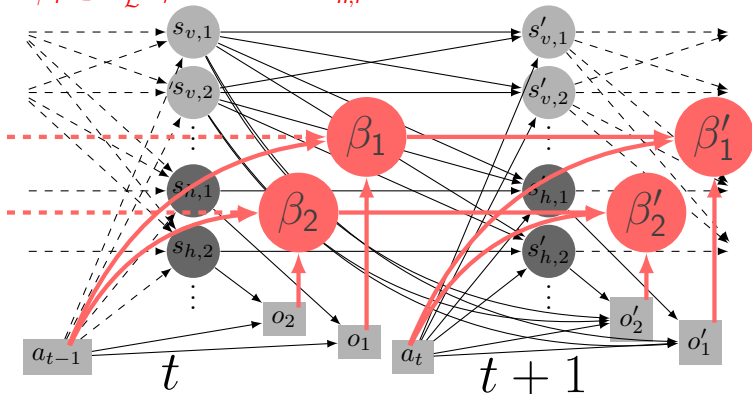 s_{v,1} s'_{v,1}
s_{v,2} s'_{v,2}
β_1 β'_1
s_{h,1} s'_{h,1}
β_2 β'_2
s_{h,2} s'_{h,2}
o_2 o'_2
o_1 o'_1
a_{t−1} a_t
t t + 1